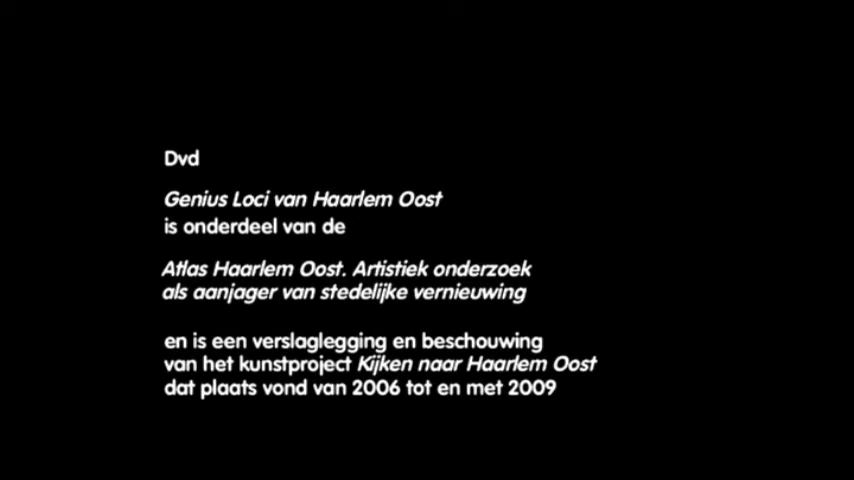 Dvd
Genius Loci van Haarlem Oost
is onderdeel van de
Atlas Haarlem Oost. Artistiek onderzoek
als aanjager van stedelijke vernieuwing
en is een verslaglegging en beschouwing
van het kunstproject Kijken naar Haarlem Oost
dat plaats vond van 2006 tot en met 2009